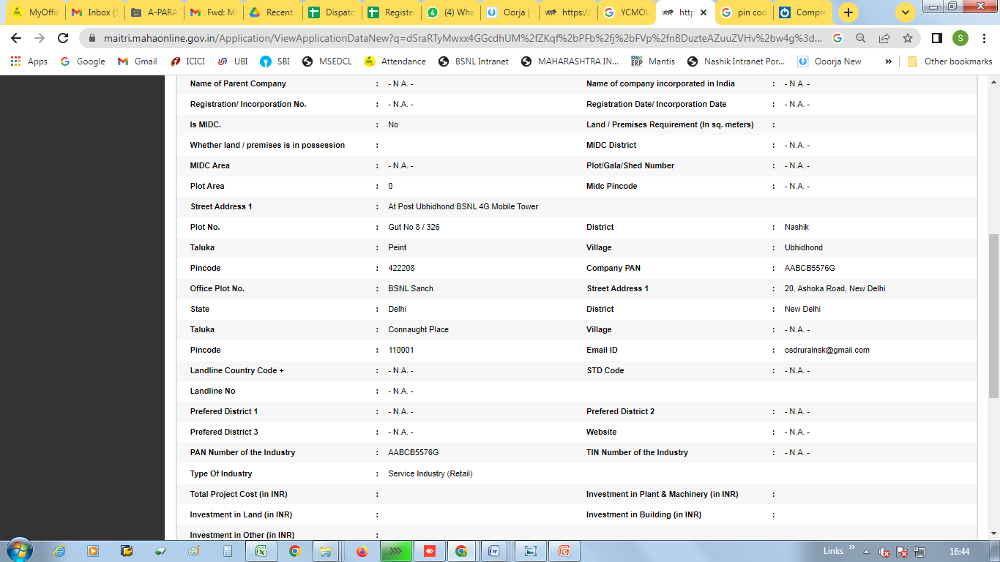 MyOffic
Inbox (5
A-PARA
Fwd: MI
Recent
Dispatc
Registe
(4) Wha
Oorja |
https:/
YCMOU
http
pin cod
Compre
maitri.mahaonline.gov.in/Application/ViewApplicationDataNew?q=dSraRTyMwxx4GGcdhUM%2fZKqf%2bPFb%2fj%2bFVp%2fnBDuzteAZuuZVHv%2bw4g%3d...
S
Apps Google Gmail ICICI UBI SBI MSEDCL Attendance BSNL Intranet MAHARASHTRA IN... BSNL ERP Mantis Nashik Intranet Por... Ooorja New » Other bookmarks
Name of Parent Company : - N.A. - Name of company incorporated in India : - N.A. -
Registration/ Incorporation No. : - N.A. - Registration Date/ Incorporation Date : - N.A. -
Is MIDC. : No Land / Premises Requirement (In sq. meters) :
Whether land / premises is in possession : MIDC District : - N.A. -
MIDC Area : - N.A. - Plot/Gala/Shed Number : - N.A. -
Plot Area : 0 Midc Pincode : - N.A. -
Street Address 1 : At Post Ubhidhond BSNL 4G Mobile Tower
Plot No. : Gut No 8 / 326 District : Nashik
Taluka : Peint Village : Ubhidhond
Pincode : 422208 Company PAN : AABCB5576G
Office Plot No. : BSNL Sanch Street Address 1 : 20, Ashoka Road, New Delhi
State : Delhi District : New Delhi
Taluka : Connaught Place Village : - N.A. -
Pincode : 110001 Email ID : osdruralnsk@gmail.com
Landline Country Code + : - N.A. - STD Code : - N.A. -
Landline No : - N.A. -
Prefered District 1 : - N.A. - Prefered District 2 : - N.A. -
Prefered District 3 : - N.A. - Website : - N.A. -
PAN Number of the Industry : AABCB5576G TIN Number of the Industry : - N.A. -
Type Of Industry : Service Industry (Retail)
Total Project Cost (in INR) : Investment in Plant & Machinery (in INR) :
Investment in Land (in INR) : Investment in Building (in INR) :
Investment in Other (in INR) :
Links » 16:44